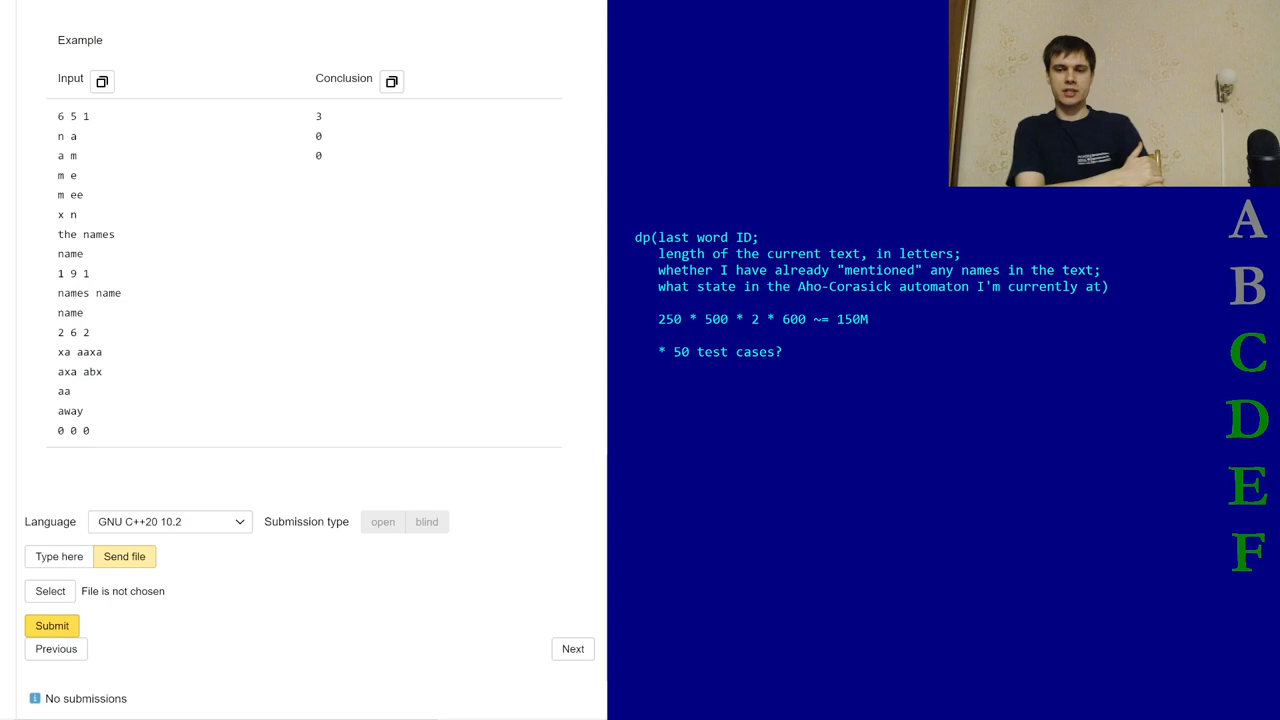 Example
Input
Conclusion
6 5 1
3
n a
0
a m
0
m e
m ee
x n
the names
name
1 9 1
names name
name
2 6 2
xa aaxa
axa abx
aa
away
0 0 0
Language
GNU C++20 10.2
Submission type
open
blind
Type here
Send file
Select
File is not chosen
Submit
Previous
Next
No submissions
dp(last word ID;
length of the current text, in letters;
whether I have already "mentioned" any names in the text;
what state in the Aho-Corasick automaton I'm currently at)
250 * 500 * 2 * 600 ~= 150M
* 50 test cases?
A
B
C
D
E
F